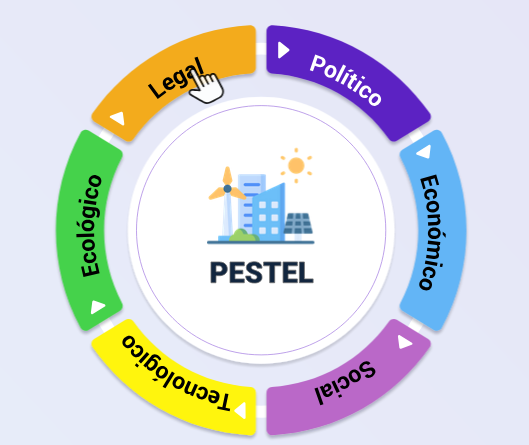 Político
Económico
Social
Tecnológico
Ecológico
Legal
PESTEL